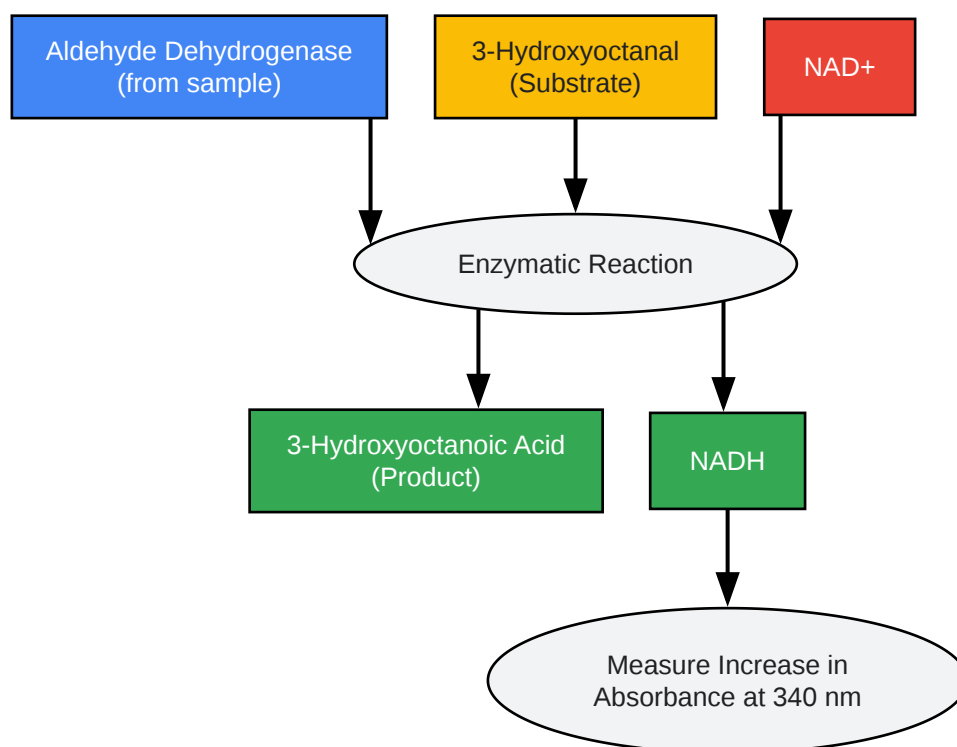 Aldehyde Dehydrogenase
(from sample)
3-Hydroxyoctanal
(Substrate)
NAD+
Enzymatic Reaction
3-Hydroxyoctanoic Acid
(Product)
NADH
Measure Increase in
Absorbance at 340 nm